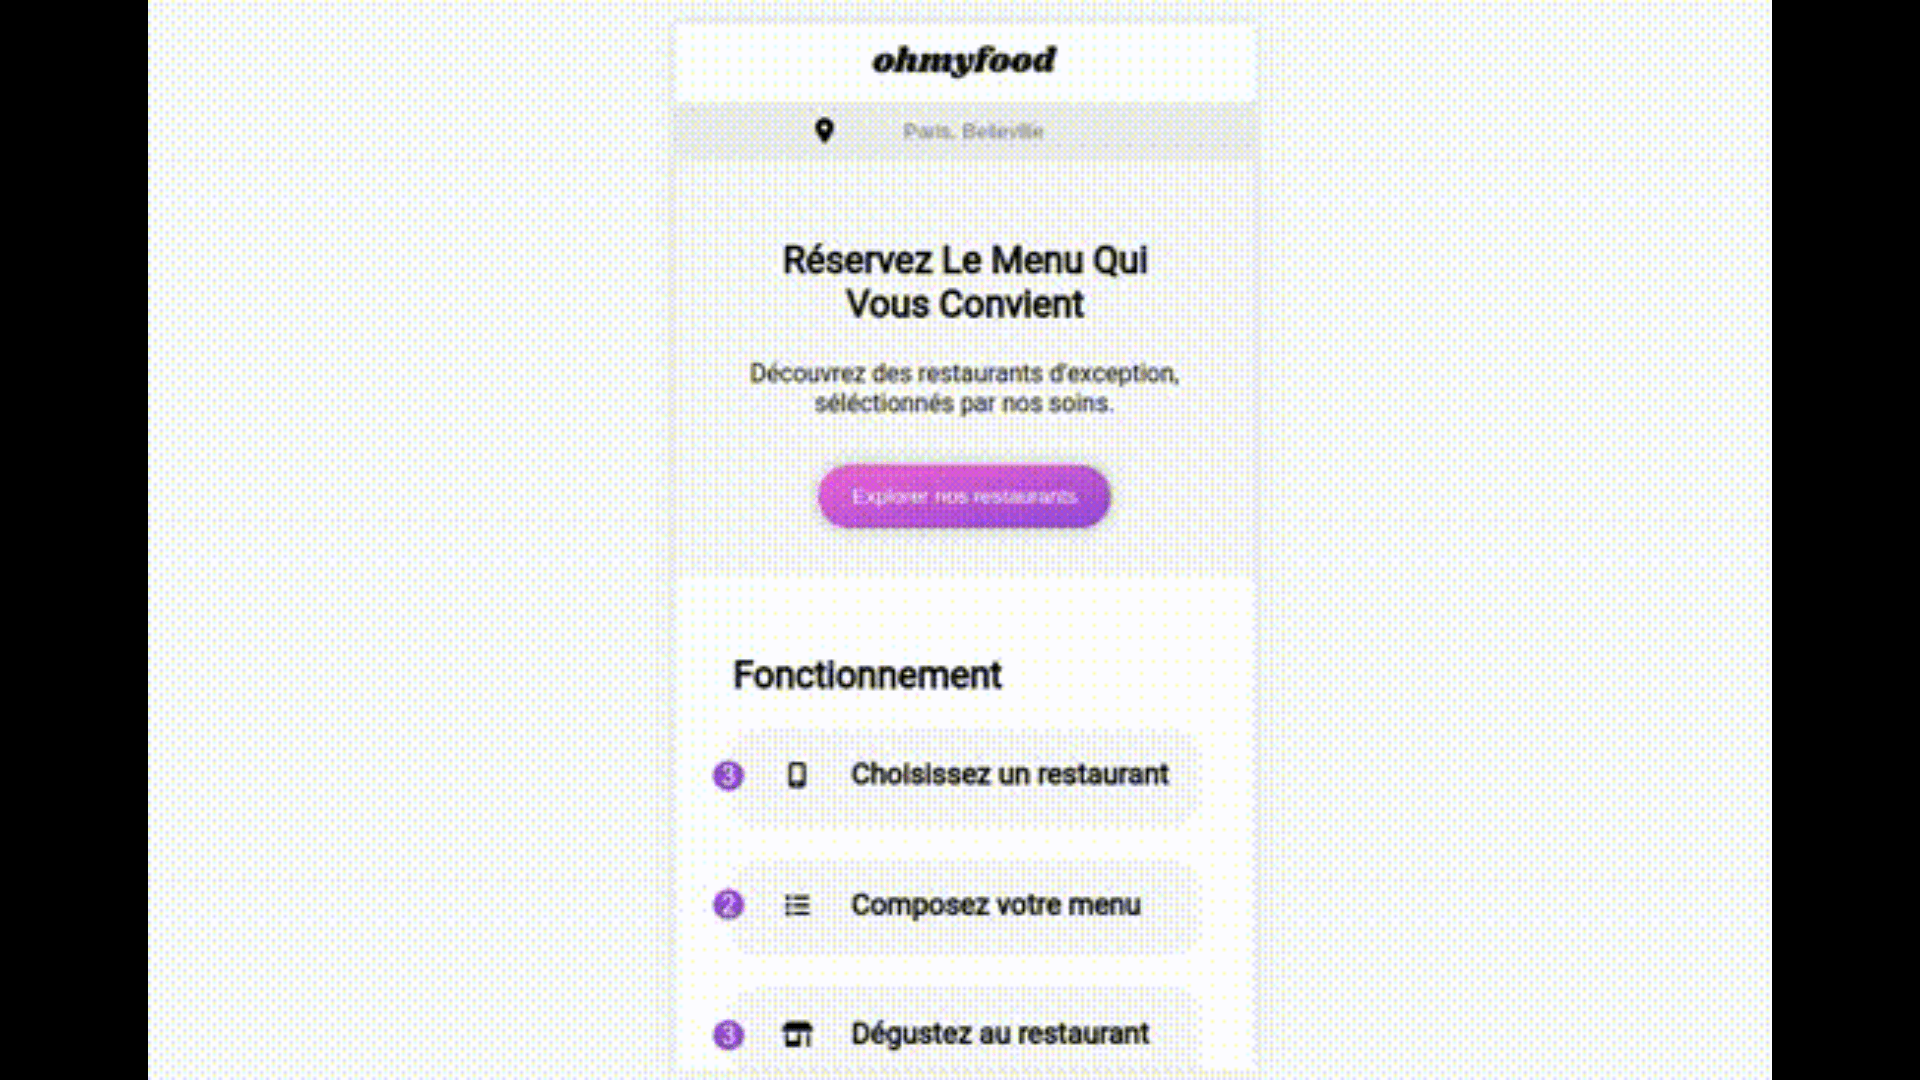 ohmyfood
Paris, Belleville
Réservez Le Menu Qui
Vous Convient
Découvrez des restaurants d'exception,
séléctionnés par nos soins.
Explorer nos restaurants
Fonctionnement
3 Choisissez un restaurant
2 Composez votre menu
3 Dégustez au restaurant